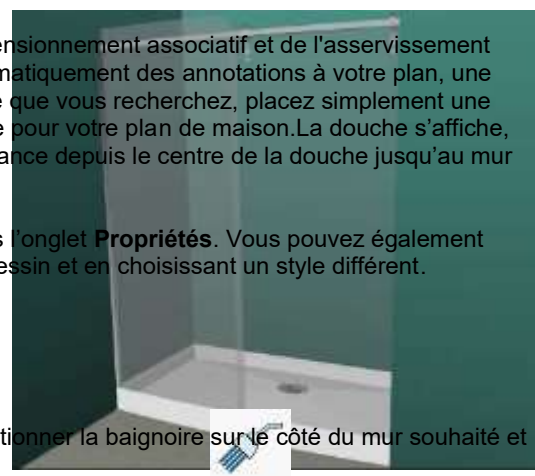 ensionnement associatif et de l'asservissement
matiquement des annotations à votre plan, une
e que vous recherchez, placez simplement une
e pour votre plan de maison.La douche s’affiche,
ance depuis le centre de la douche jusqu’au mur
s l’onglet Propriétés. Vous pouvez également
essin et en choisissant un style différent.
tionner la baignoire sur le côté du mur souhaité et